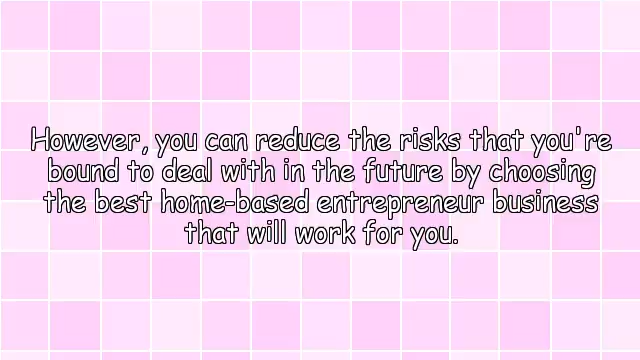 However, you can reduce the risks that you're
bound to deal with in the future by choosing
the best home-based entrepreneur business
that will work for you.